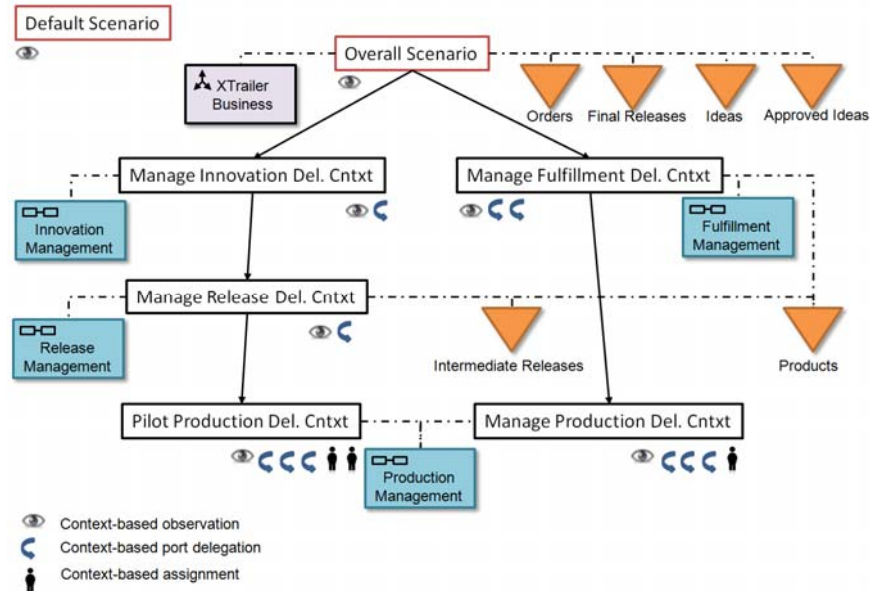 Default Scenario
Overall Scenario
XTrailer
Business
Orders
Final Releases
Ideas
Approved Ideas
Manage Innovation Del. Cntxt
Manage Fulfillment Del. Cntxt
Innovation
Management
Fulfillment
Management
Manage Release Del. Cntxt
Release
Management
Intermediate Releases
Products
Pilot Production Del. Cntxt
Manage Production Del. Cntxt
Production
Management
Context-based observation
Context-based port delegation
Context-based assignment